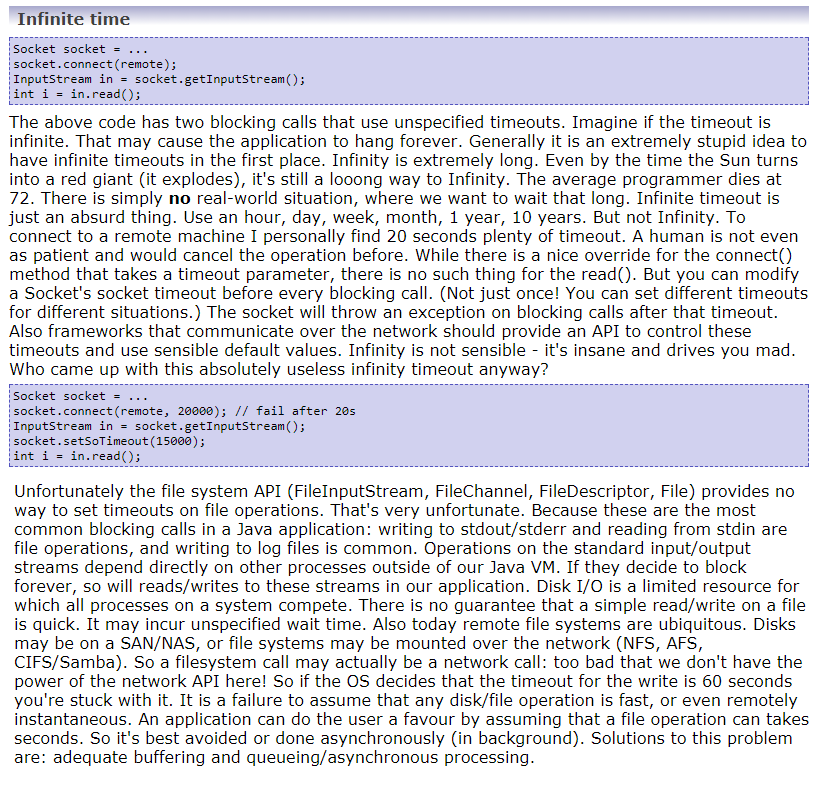 Infinite time
Socket socket = ...
socket.connect(remote);
InputStream in = socket.getInputStream();
int i = in.read();
The above code has two blocking calls that use unspecified timeouts. Imagine if the timeout is
infinite. That may cause the application to hang forever. Generally it is an extremely stupid idea to
have infinite timeouts in the first place. Infinity is extremely long. Even by the time the Sun turns
into a red giant (it explodes), it's still a looong way to Infinity. The average programmer dies at
72. There is simply no real-world situation, where we want to wait that long. Infinite timeout is
just an absurd thing. Use an hour, day, week, month, 1 year, 10 years. But not Infinity. To
connect to a remote machine I personally find 20 seconds plenty of timeout. A human is not even
as patient and would cancel the operation before. While there is a nice override for the connect()
method that takes a timeout parameter, there is no such thing for the read(). But you can modify
a Socket's socket timeout before every blocking call. (Not just once! You can set different timeouts
for different situations.) The socket will throw an exception on blocking calls after that timeout.
Also frameworks that communicate over the network should provide an API to control these
timeouts and use sensible default values. Infinity is not sensible - it's insane and drives you mad.
Who came up with this absolutely useless infinity timeout anyway?
Socket socket = ...
socket.connect(remote, 20000); // fail after 20s
InputStream in = socket.getInputStream();
socket.setSoTimeout(15000);
int i = in.read();
Unfortunately the file system API (FileInputStream, FileChannel, FileDescriptor, File) provides no
way to set timeouts on file operations. That's very unfortunate. Because these are the most
common blocking calls in a Java application: writing to stdout/stderr and reading from stdin are
file operations, and writing to log files is common. Operations on the standard input/output
streams depend directly on other processes outside of our Java VM. If they decide to block
forever, so will reads/writes to these streams in our application. Disk I/O is a limited resource for
which all processes on a system compete. There is no guarantee that a simple read/write on a file
is quick. It may incur unspecified wait time. Also today remote file systems are ubiquitous. Disks
may be on a SAN/NAS, or file systems may be mounted over the network (NFS, AFS,
CIFS/Samba). So a filesystem call may actually be a network call: too bad that we don't have the
power of the network API here! So if the OS decides that the timeout for the write is 60 seconds
you're stuck with it. It is a failure to assume that any disk/file operation is fast, or even remotely
instantaneous. An application can do the user a favour by assuming that a file operation can takes
seconds. So it's best avoided or done asynchronously (in background). Solutions to this problem
are: adequate buffering and queueing/asynchronous processing.